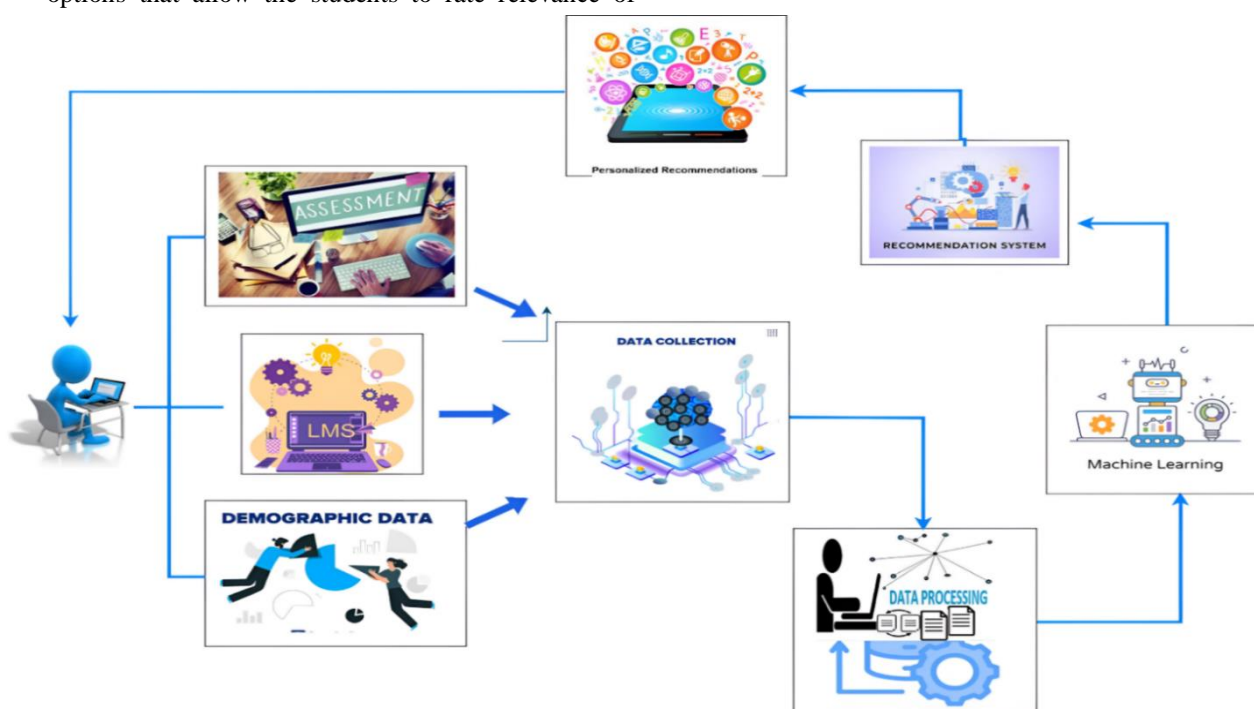 options that allow the students to rate relevance of
Personalized Recommendations
ASSESSMENT
RECOMMENDATION SYSTEM
DATA COLLECTION
LMS
Machine Learning
DEMOGRAPHIC DATA
DATA PROCESSING